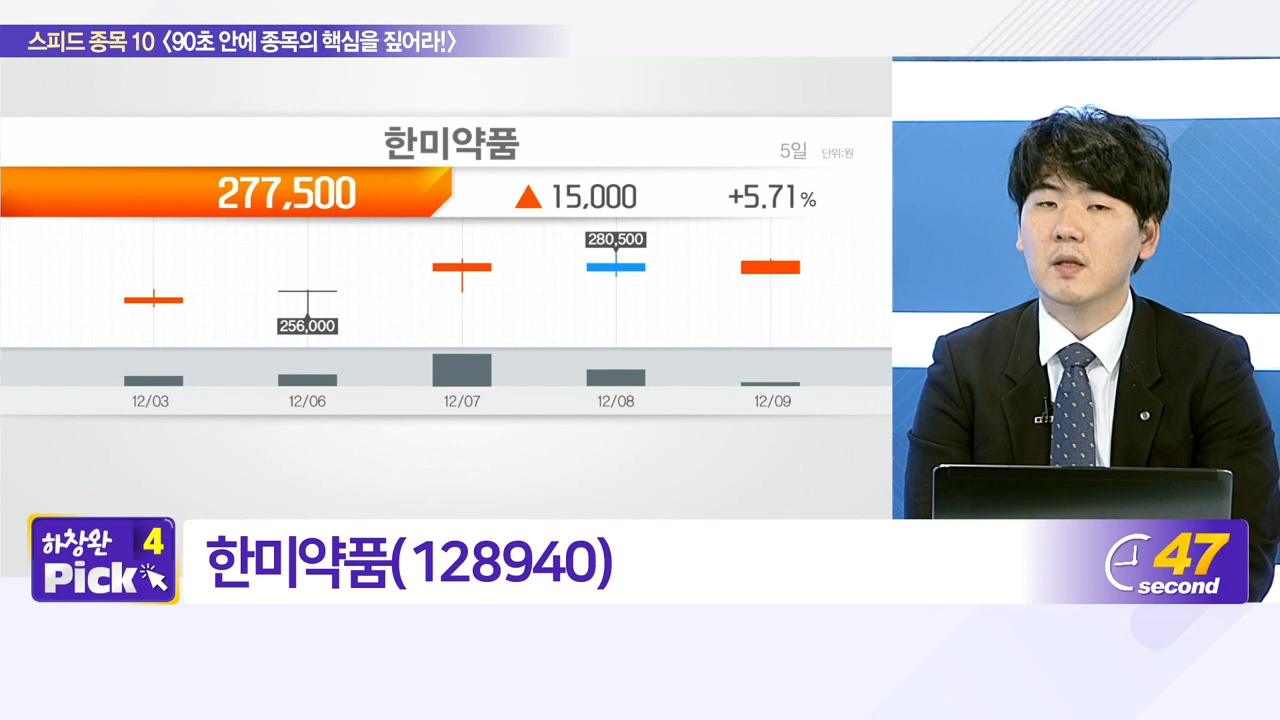 스피드 종목 10 <90초 안에 종목의 핵심을 짚어라!>
한미약품
5일 단위:원
277,500 ▲ 15,000 +5.71%
280,500
256,000
12/03 12/06 12/07 12/08 12/09
하창완 4
Pick
한미약품(128940)
47
second